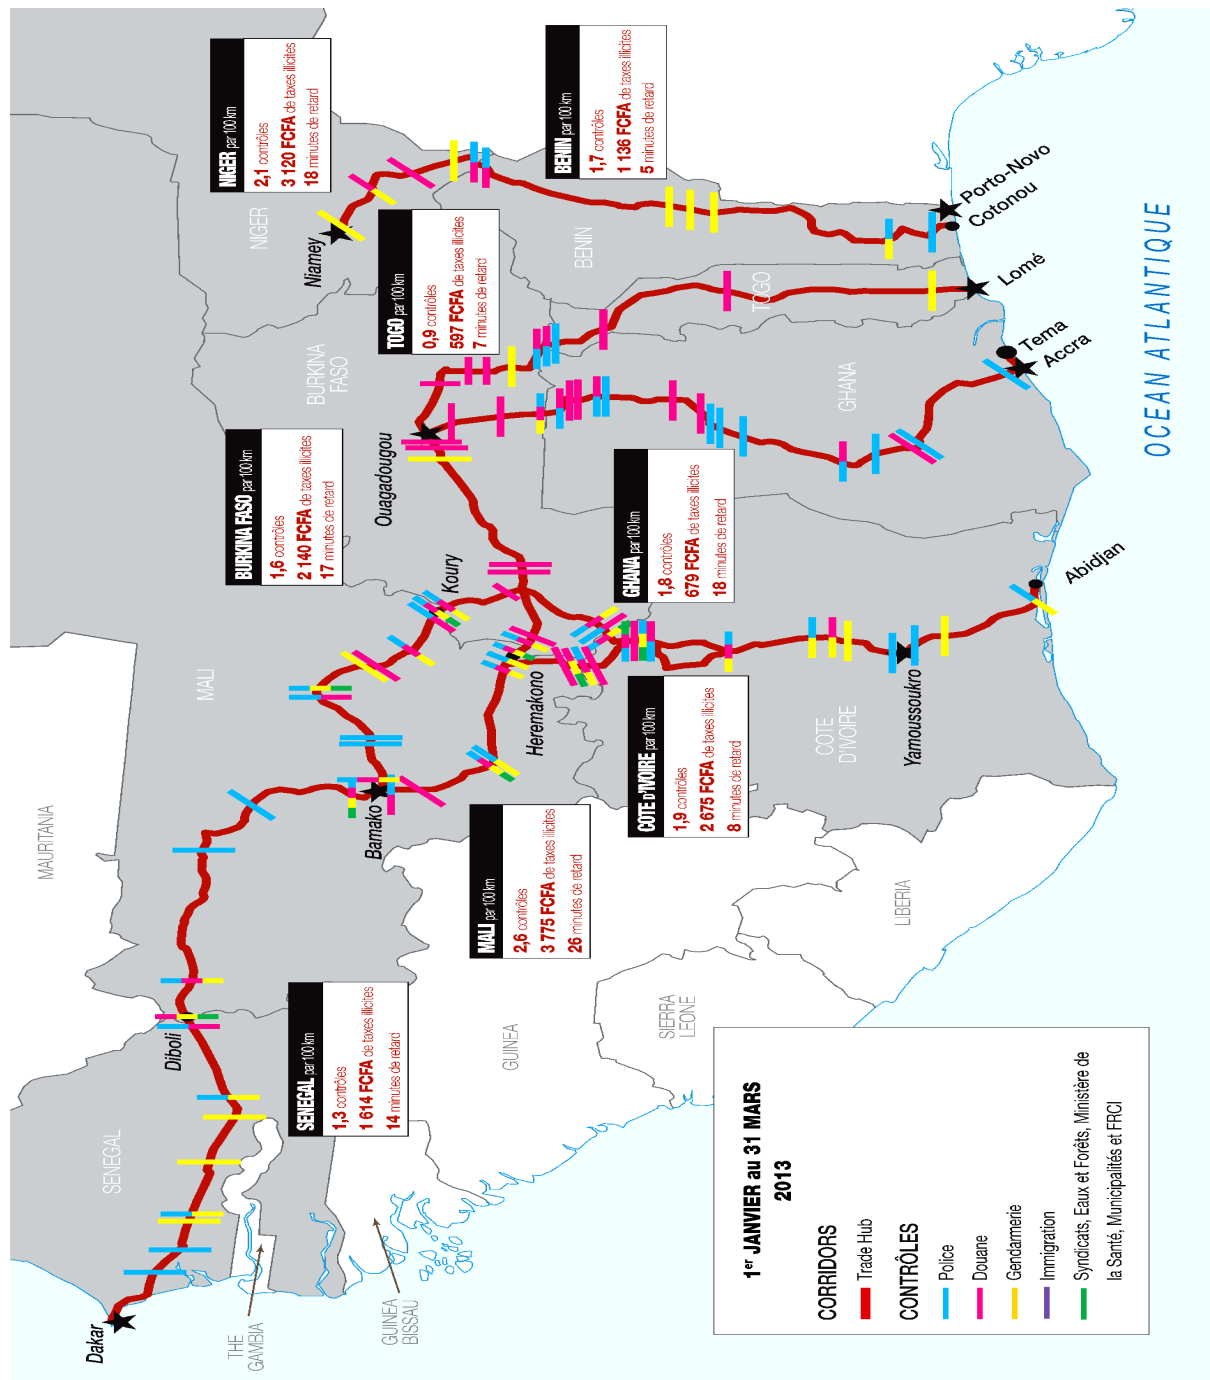 NIGER par 100 km
2,1 contrôles
3 120 FCFA de taxes illicites
18 minutes de retard
BENIN par 100 km
1,7 contrôles
1 136 FCFA de taxes illicites
5 minutes de retard
TOGO par 100 km
0,9 contrôles
597 FCFA de taxes illicites
7 minutes de retard
BURKINA FASO par 100 km
1,6 contrôles
2 140 FCFA de taxes illicites
17 minutes de retard
GHANA par 100 km
1,8 contrôles
679 FCFA de taxes illicites
18 minutes de retard
COTE D'IVOIRE par 100 km
1,9 contrôles
2 675 FCFA de taxes illicites
8 minutes de retard
MALI par 100 km
2,6 contrôles
3 775 FCFA de taxes illicites
26 minutes de retard
SENEGAL par 100 km
1,3 contrôles
1 614 FCFA de taxes illicites
14 minutes de retard
MAURITANIA
MALI
NIGER
BURKINA
FASO
BENIN
TOGO
GHANA
COTE
D'IVOIRE
LIBERIA
SIERRA
LEONE
GUINEA
SENEGAL
THE
GAMBIA
GUINEA
BISSAU
Dakar
Diboli
Bamako
Heremakono
Koury
Ouagadougou
Niamey
Yamoussoukro
Abidjan
Accra
Tema
Lomé
Cotonou
Porto-Novo
OCEAN ATLANTIQUE
1er JANVIER au 31 MARS
2013
CORRIDORS
Trade Hub
CONTRÔLES
Police
Douane
Gendarmerie
Immigration
Syndicats, Eaux et Forêts, Ministère de
la Santé, Municipalités et FRCI